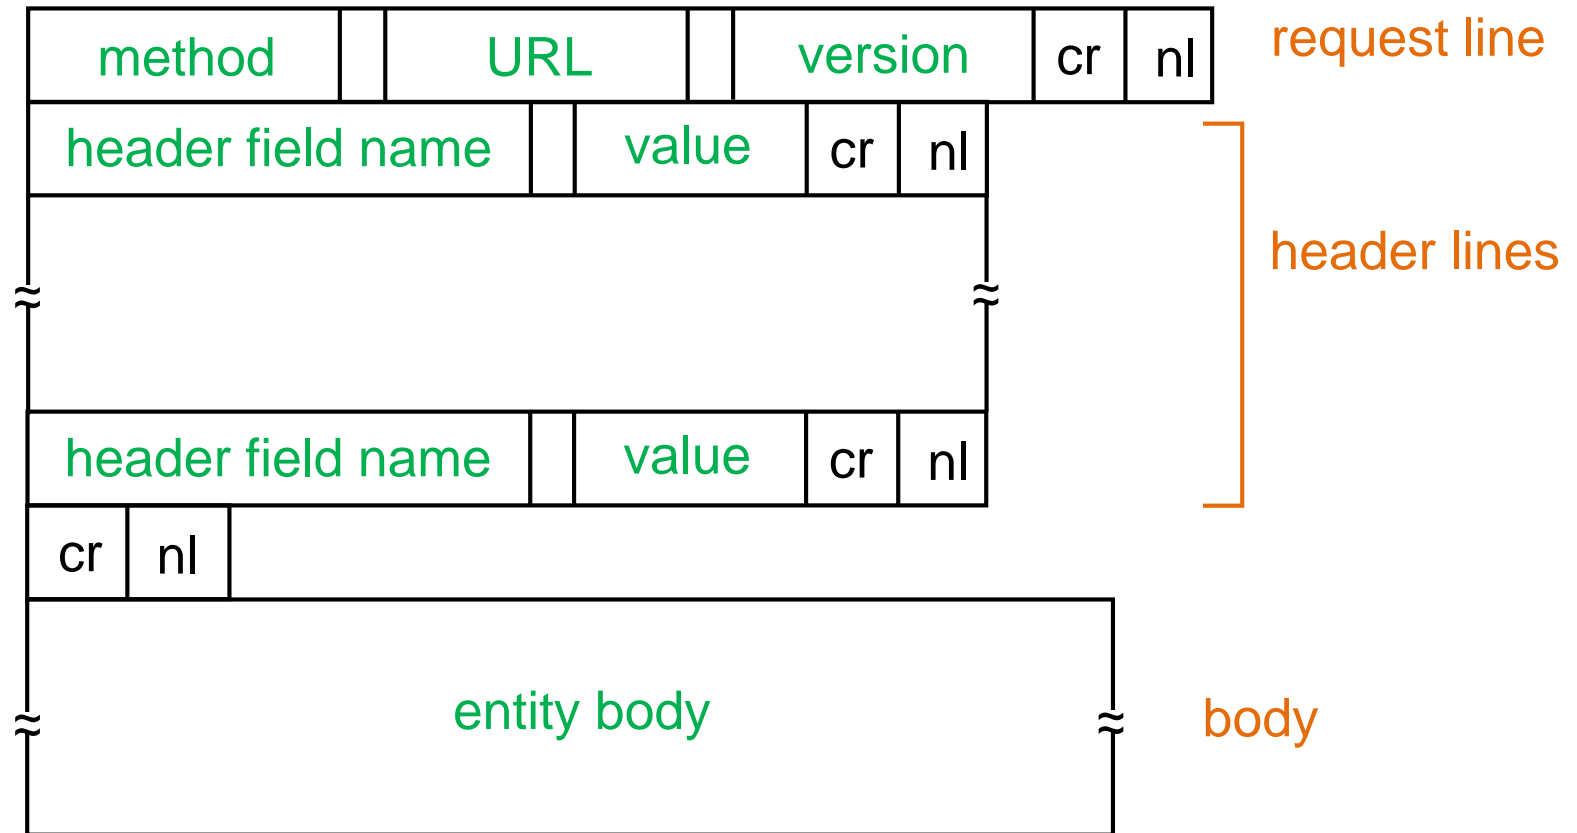 method URL version cr nl request line
header field name value cr nl
header lines
header field name value cr nl
cr nl
entity body body